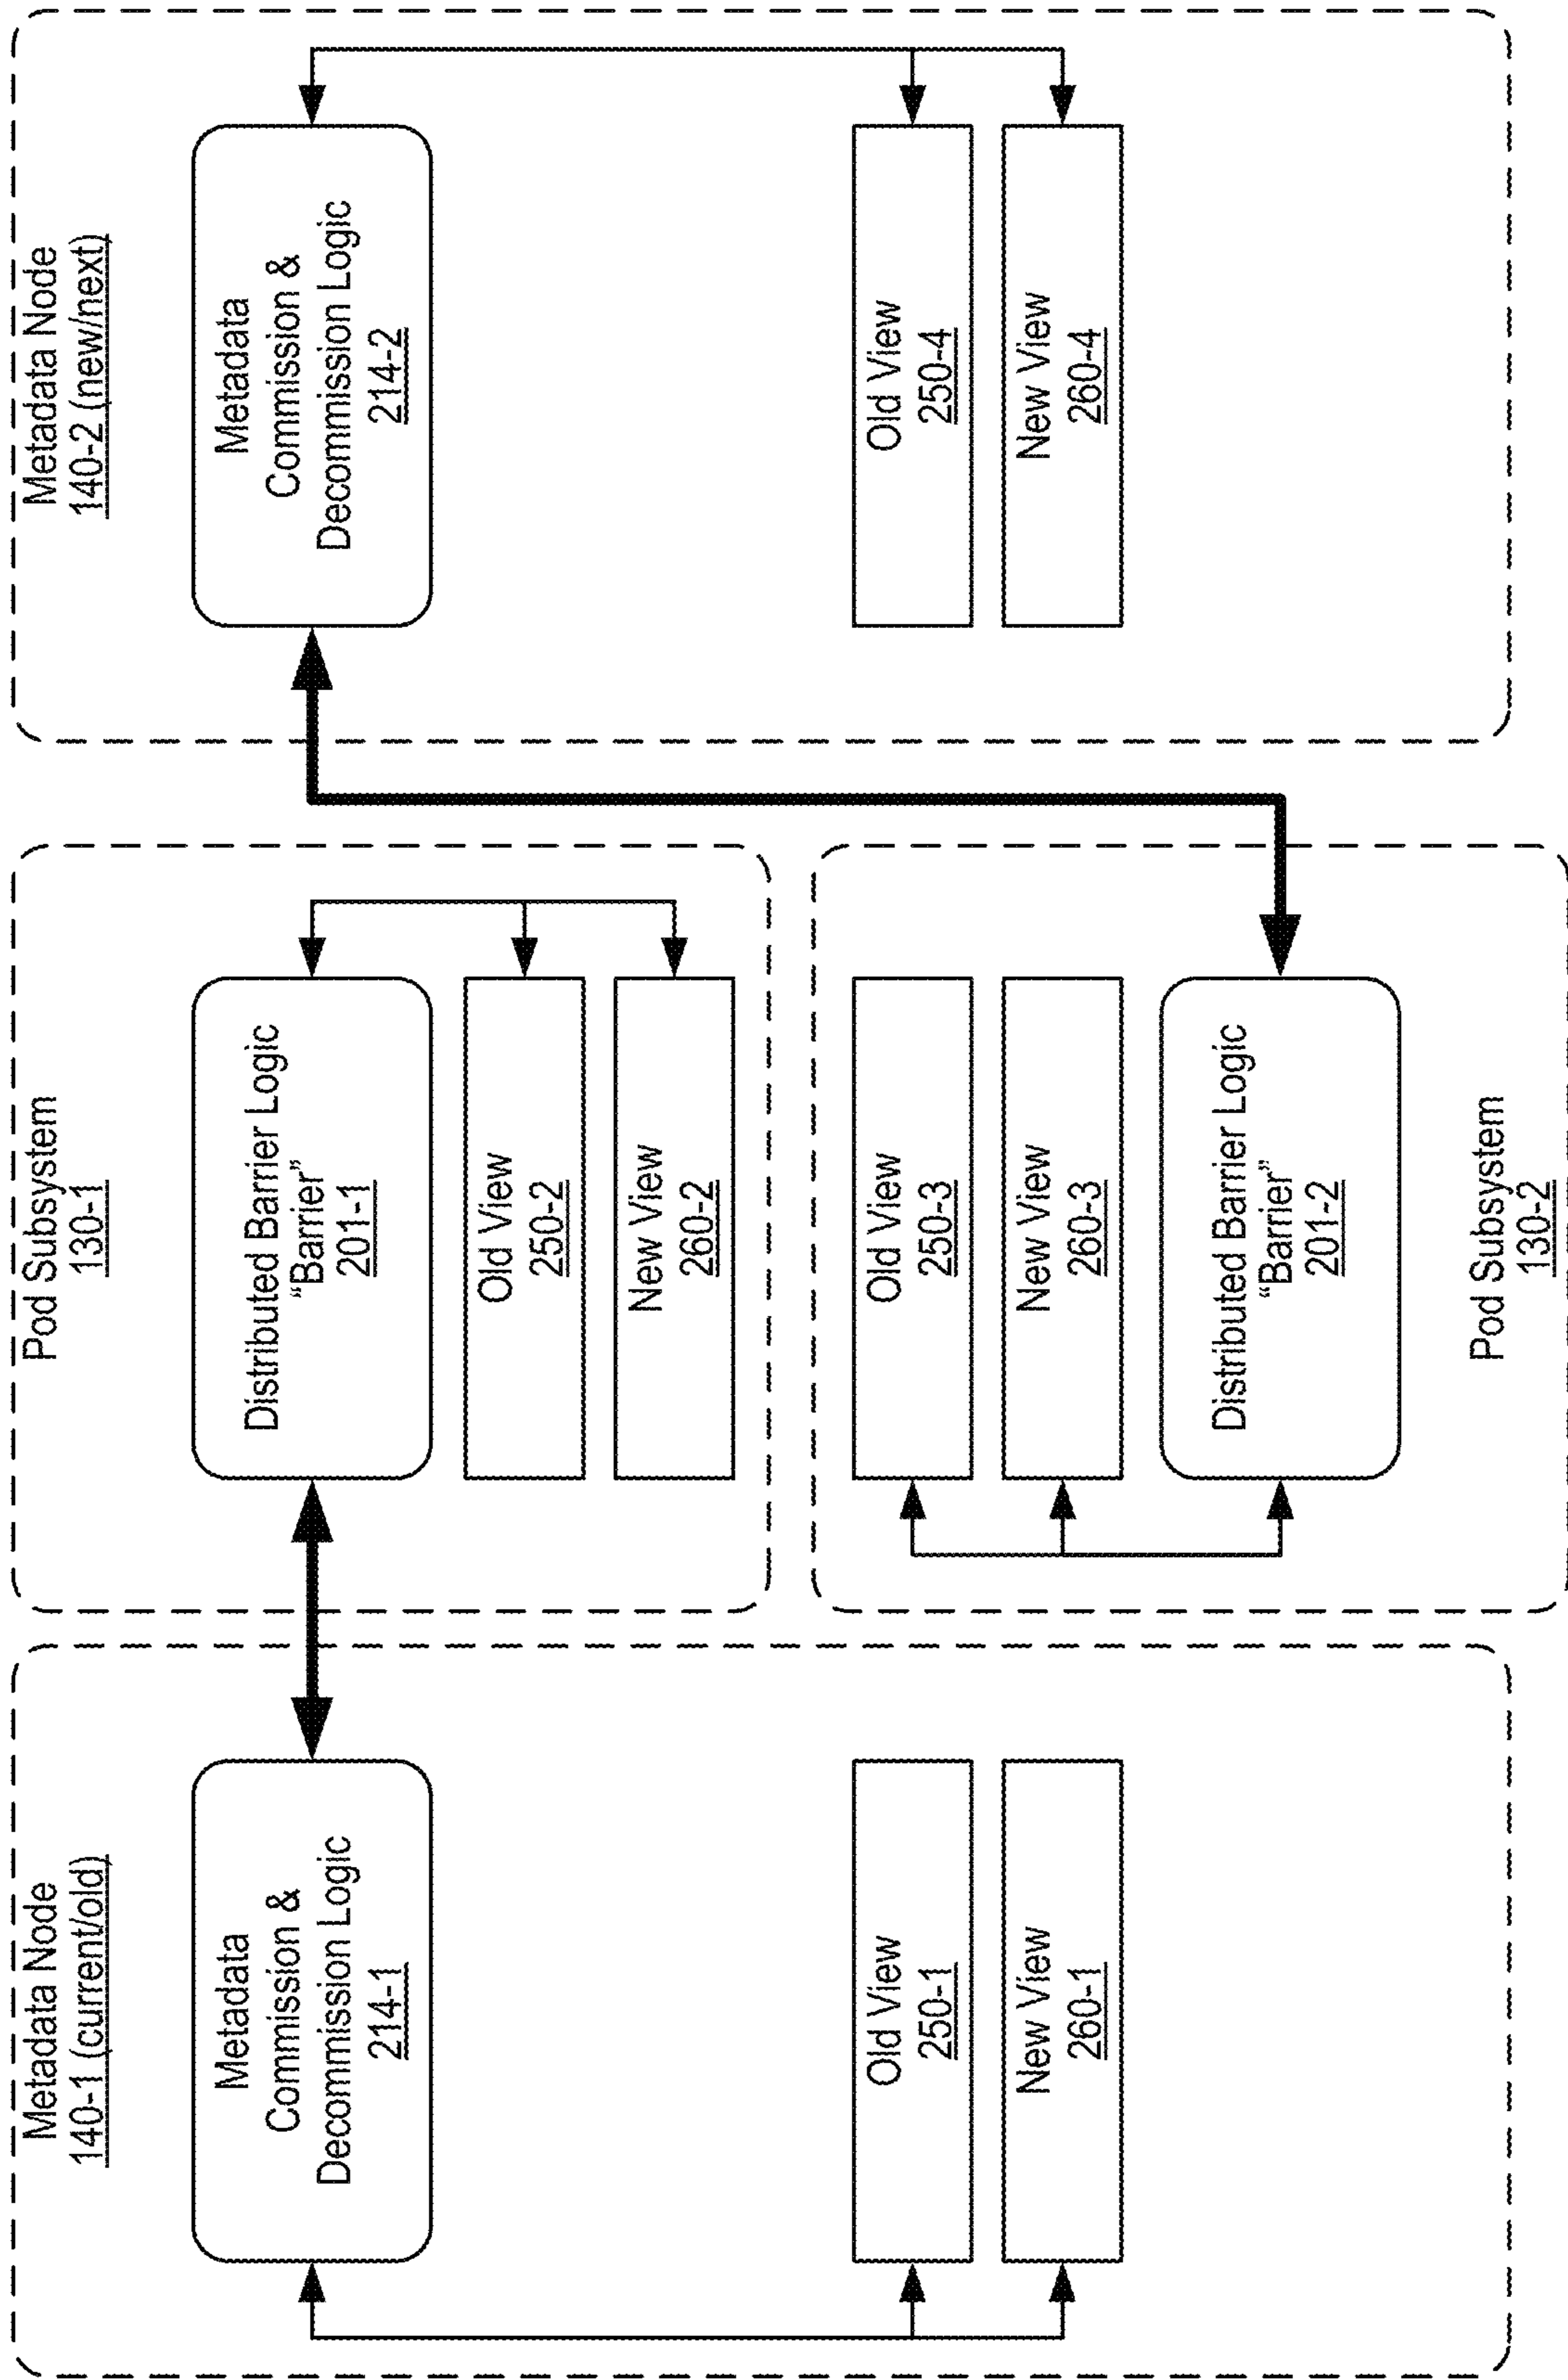 Metadata Node
140-1 (current/old)
Metadata
Commission &
Decommission Logic
214-1
Old View
250-1
New View
260-1
Pod Subsystem
130-1
Distributed Barrier Logic
“Barrier”
201-1
Old View
250-2
New View
260-2
Old View
250-3
New View
260-3
Distributed Barrier Logic
“Barrier”
201-2
Pod Subsystem
130-2
Metadata Node
140-2 (new/next)
Metadata
Commission &
Decommission Logic
214-2
Old View
250-4
New View
260-4